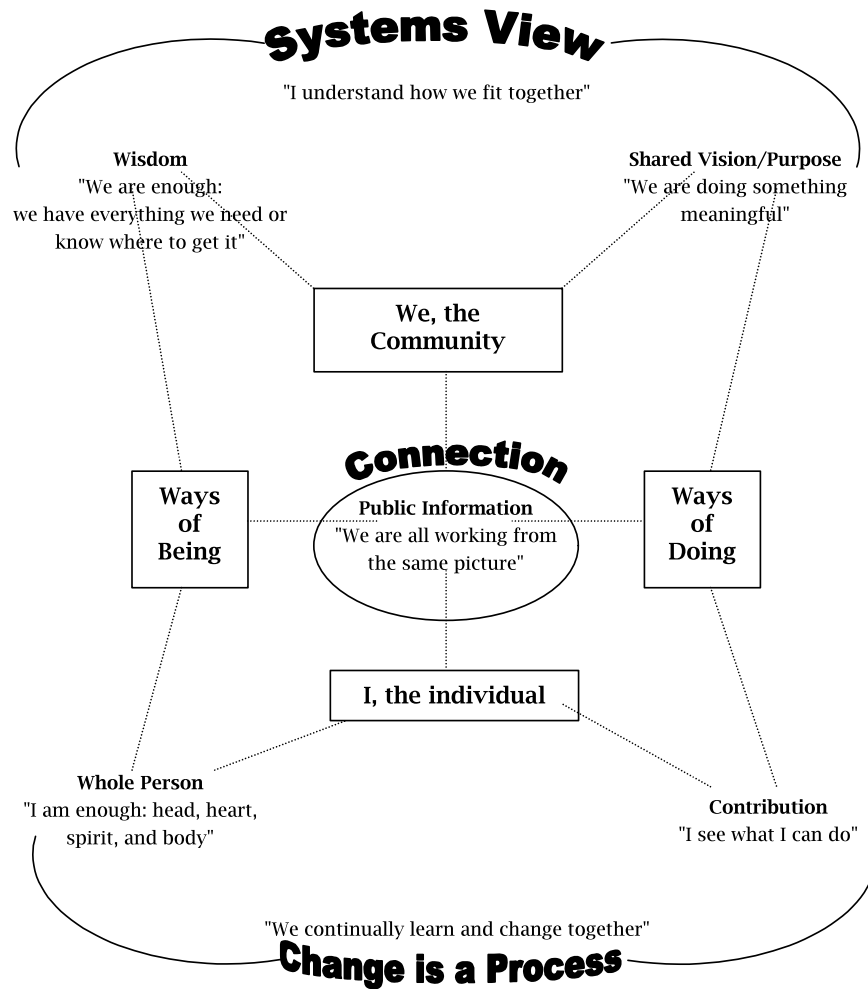 Systems View
"I understand how we fit together"
Wisdom
"We are enough:
we have everything we need or
know where to get it"
Shared Vision/Purpose
"We are doing something
meaningful"
We, the
Community
Connection
Ways
of
Being
Public Information
"We are all working from
the same picture"
Ways
of
Doing
I, the individual
Whole Person
"I am enough: head, heart,
spirit, and body"
Contribution
"I see what I can do"
"We continually learn and change together"
Change is a Process